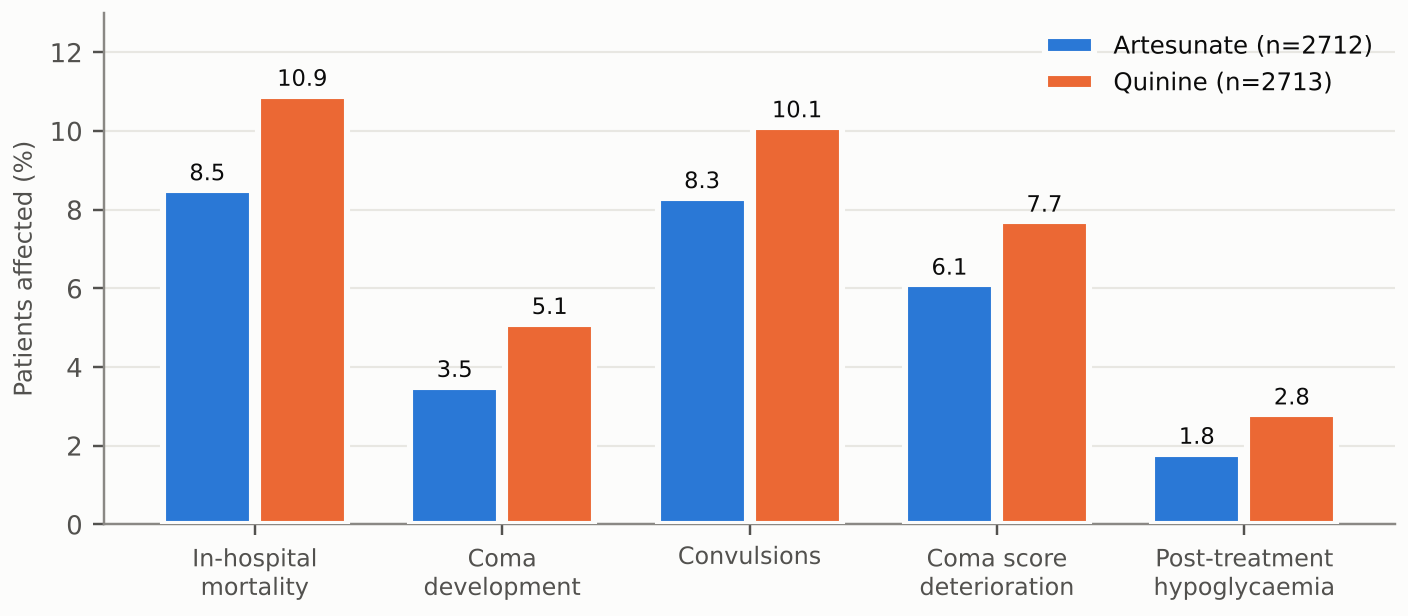 Artesunate (n=2712)
Quinine (n=2713)
Patients affected (%)
12
10
8
6
4
2
0
8.5
10.9
3.5
5.1
8.3
10.1
6.1
7.7
1.8
2.8
In-hospital
mortality
Coma
development
Convulsions
Coma score
deterioration
Post-treatment
hypoglycaemia